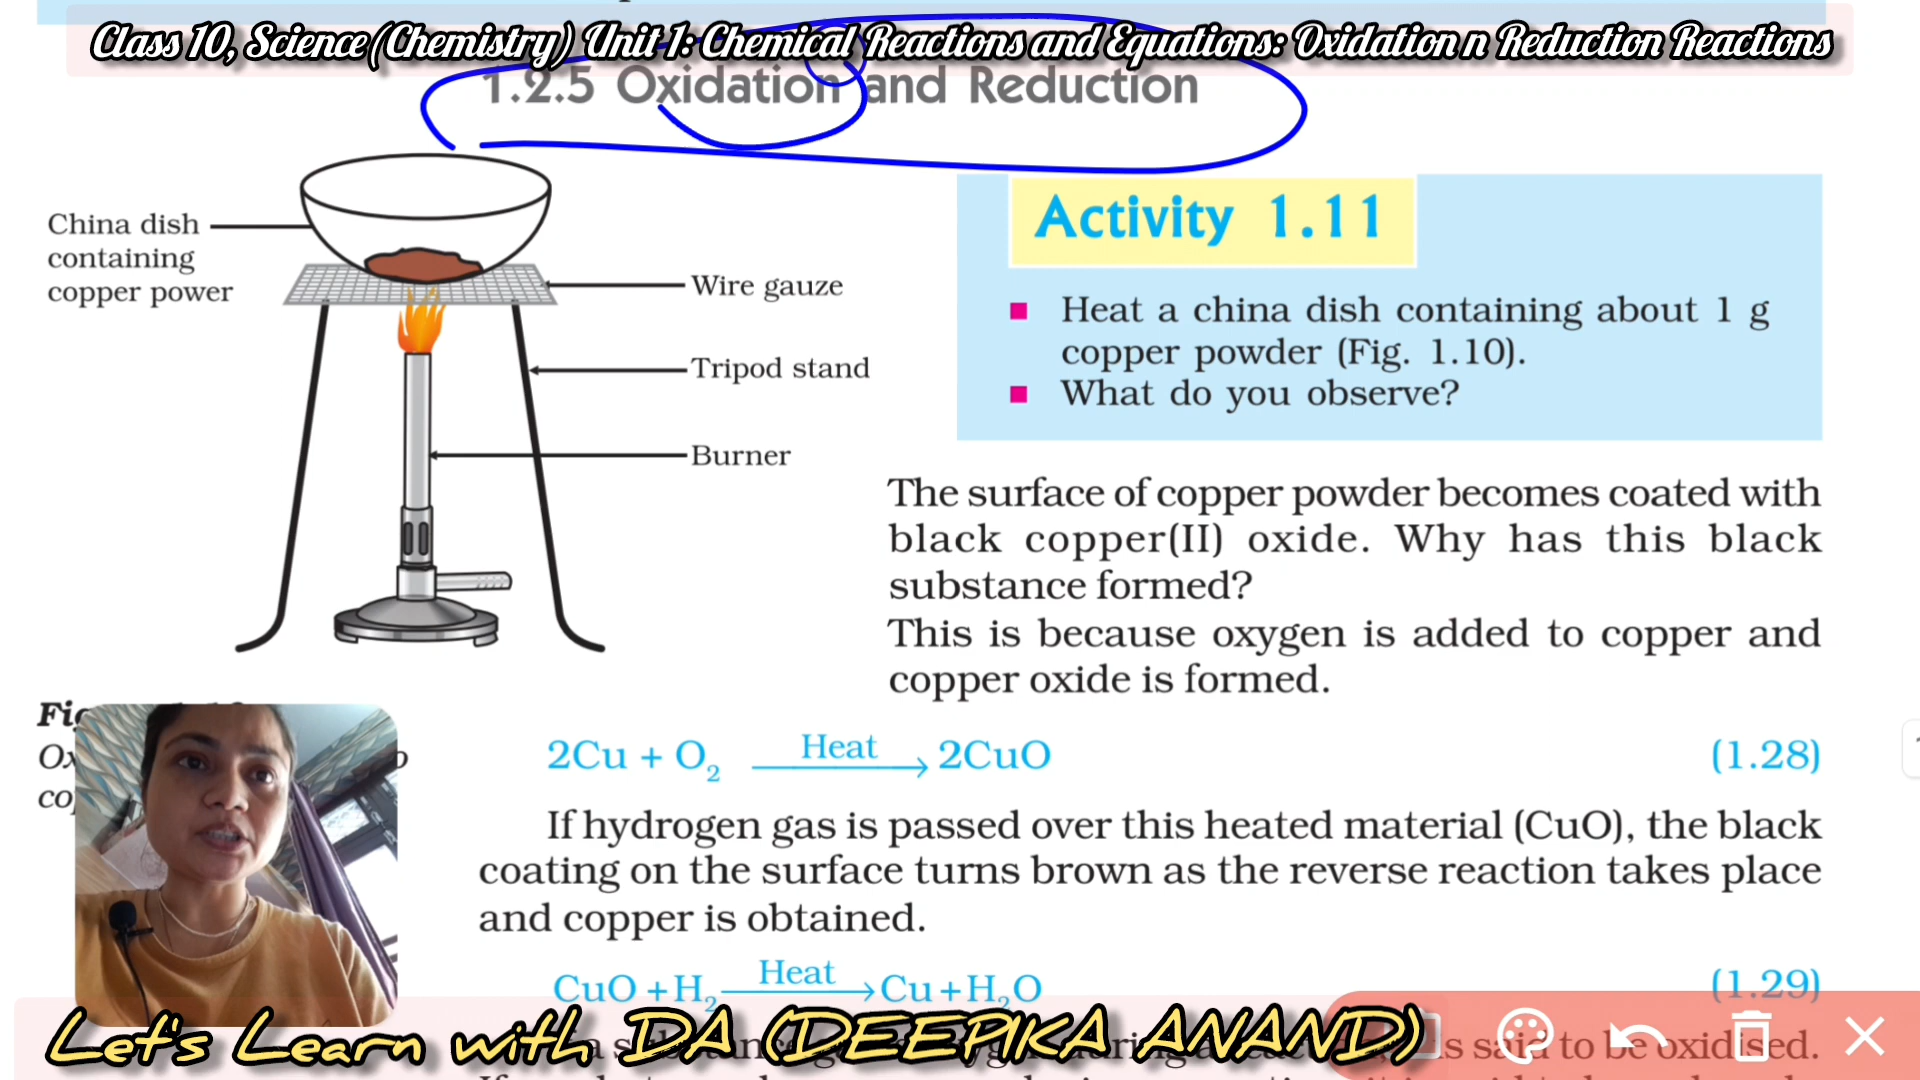 Class 10, Science (Chemistry) Unit 1: Chemical Reactions and Equations: Oxidation n Reduction Reactions
1.2.5 Oxidation and Reduction
China dish
containing
copper power
Wire gauze
Tripod stand
Burner
Activity 1.11
Heat a china dish containing about 1 g
copper powder (Fig. 1.10).
What do you observe?
The surface of copper powder becomes coated with
black copper(II) oxide. Why has this black
substance formed?
This is because oxygen is added to copper and
copper oxide is formed.
2Cu + O₂ Heat → 2CuO (1.28)
If hydrogen gas is passed over this heated material (CuO), the black
coating on the surface turns brown as the reverse reaction takes place
and copper is obtained.
CuO + H₂ Heat → Cu + H₂O (1.29)
Let's Learn with DA (DEEPIKA ANAND)
is said to be oxidised.